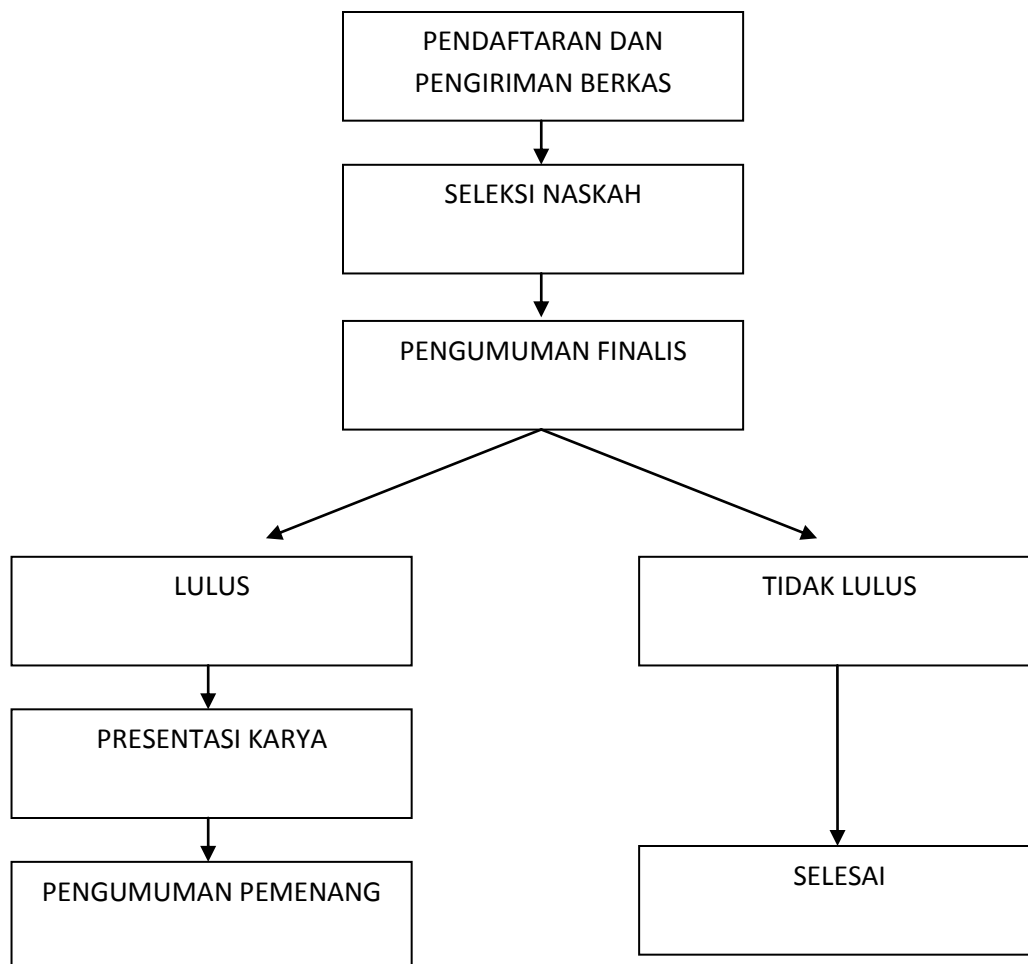 PENDAFTARAN DAN
PENGIRIMAN BERKAS
SELEKSI NASKAH
PENGUMUMAN FINALIS
LULUS
TIDAK LULUS
PRESENTASI KARYA
PENGUMUMAN PEMENANG
SELESAI